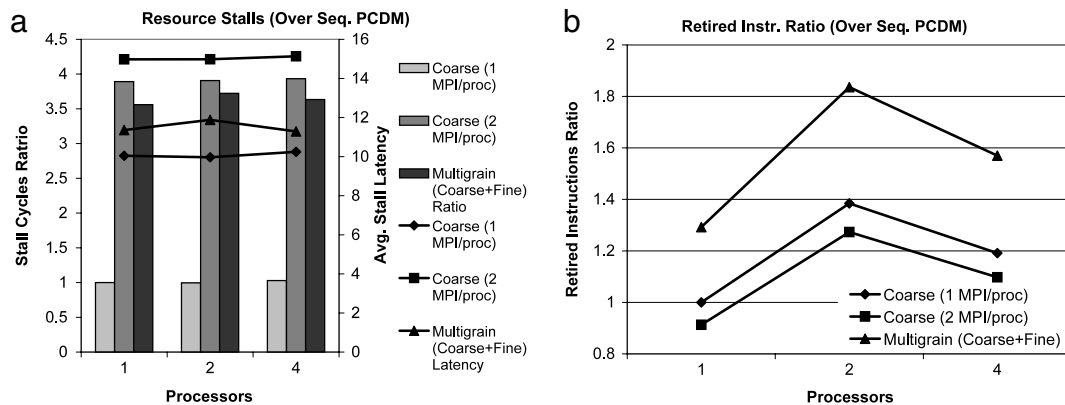 a
Resource Stalls (Over Seq. PCDM)
4.5
4
3.5
3
2.5
2
1.5
1
0.5
0
Stall Cycles Ratrio
16
14
12
10
8
6
4
2
0
Avg. Stall Latency
1
2
4
Processors
Coarse (1
MPI/proc)
Coarse (2
MPI/proc)
Multigrain
(Coarse+Fine)
Ratio
Coarse (1
MPI/proc)
Coarse (2
MPI/proc)
Multigrain
(Coarse+Fine)
Latency
b
Retired Instr. Ratio (Over Seq. PCDM)
2
1.8
1.6
1.4
1.2
1
0.8
Retired Instructions Ratio
1
2
4
Processors
Coarse (1 MPI/proc)
Coarse (2 MPI/proc)
Multigrain (Coarse+Fine)